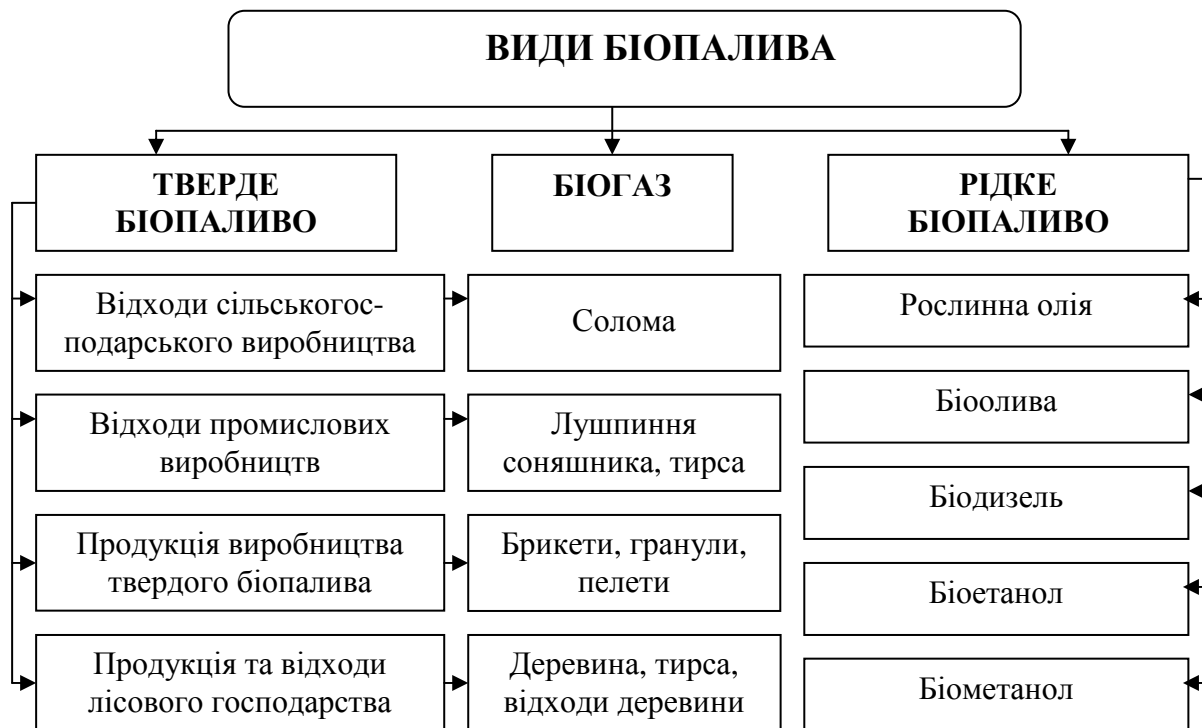 ВИДИ БІОПАЛИВА
ТВЕРДЕ
БІОПАЛИВО
БІОГАЗ
РІДКЕ
БІОПАЛИВО
Відходи сільськогос-
подарського виробництва
Солома
Рослинна олія
Відходи промислових
виробництв
Лушпиння
соняшника, тирса
Біоолива
Біодизель
Продукція виробництва
твердого біопалива
Брикети, гранули,
пелети
Біоетанол
Продукція та відходи
лісового господарства
Деревина, тирса,
відходи деревини
Біометанол